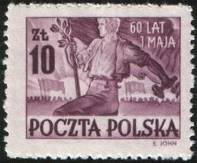 60 LAT
1 MAJA
ZŁ
10
POCZTA POLSKA
E. JOHN